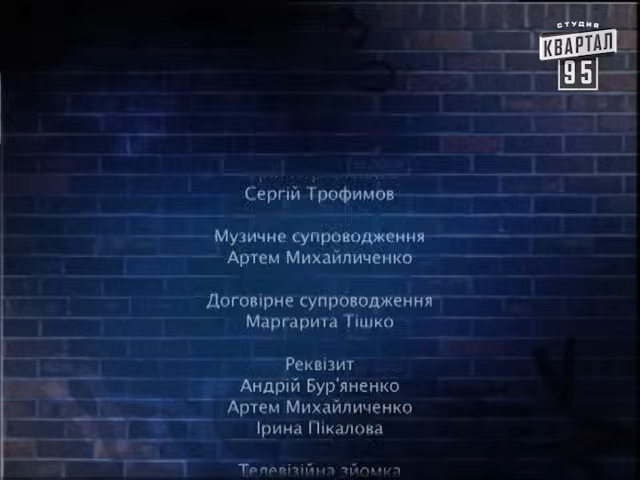 СТУДИЯ
КВАРТАЛ
95
Сергій Трофимов
Музичне супроводження
Артем Михайличенко
Договірне супроводження
Маргарита Тішко
Реквізит
Андрій Бур'яненко
Артем Михайличенко
Ірина Пікалова
Телевізійна зйомка